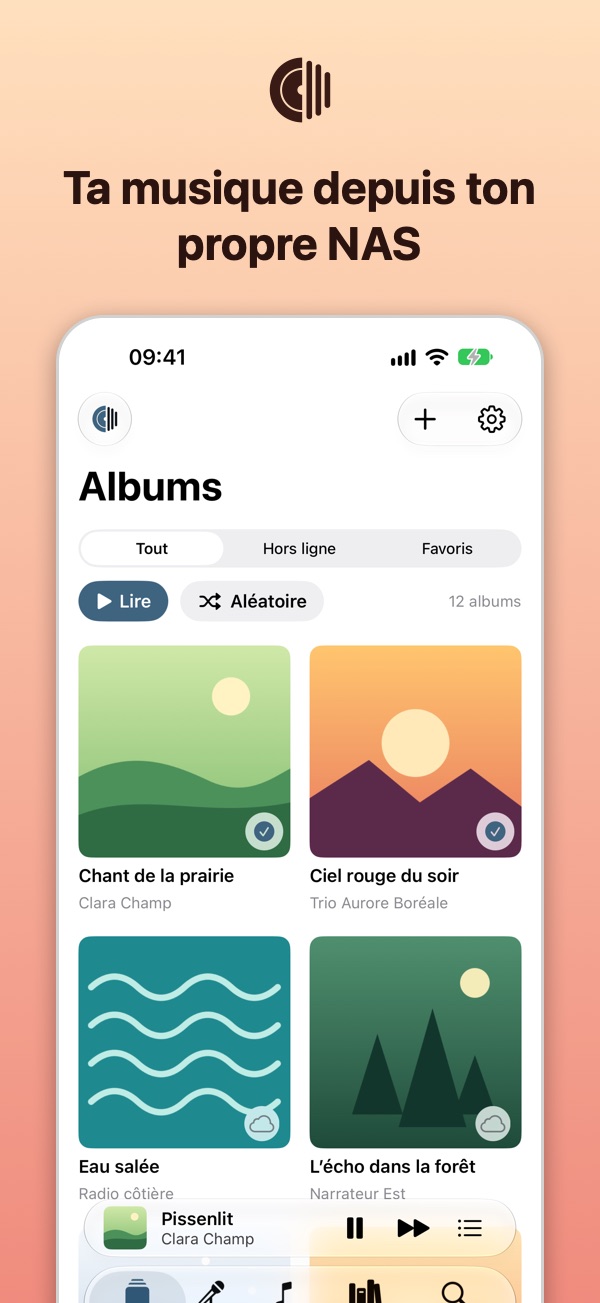 Ta musique depuis ton
propre NAS
09:41
Albums
Tout
Hors ligne
Favoris
Lire
Aléatoire
12 albums
Chant de la prairie
Clara Champ
Ciel rouge du soir
Trio Aurore Boréale
Eau salée
Radio côtière
L’écho dans la forêt
Narrateur Est
Pissenlit
Clara Champ